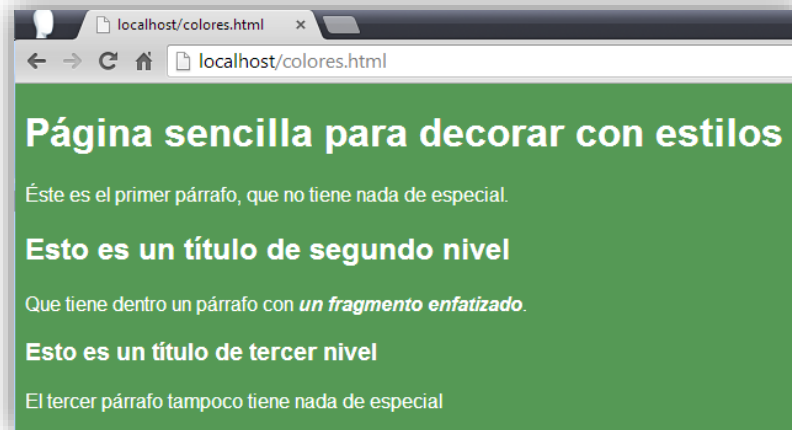 localhost/colores.html
localhost/colores.html
Página sencilla para decorar con estilos
Éste es el primer párrafo, que no tiene nada de especial.
Esto es un título de segundo nivel
Que tiene dentro un párrafo con un fragmento enfatizado.
Esto es un título de tercer nivel
El tercer párrafo tampoco tiene nada de especial